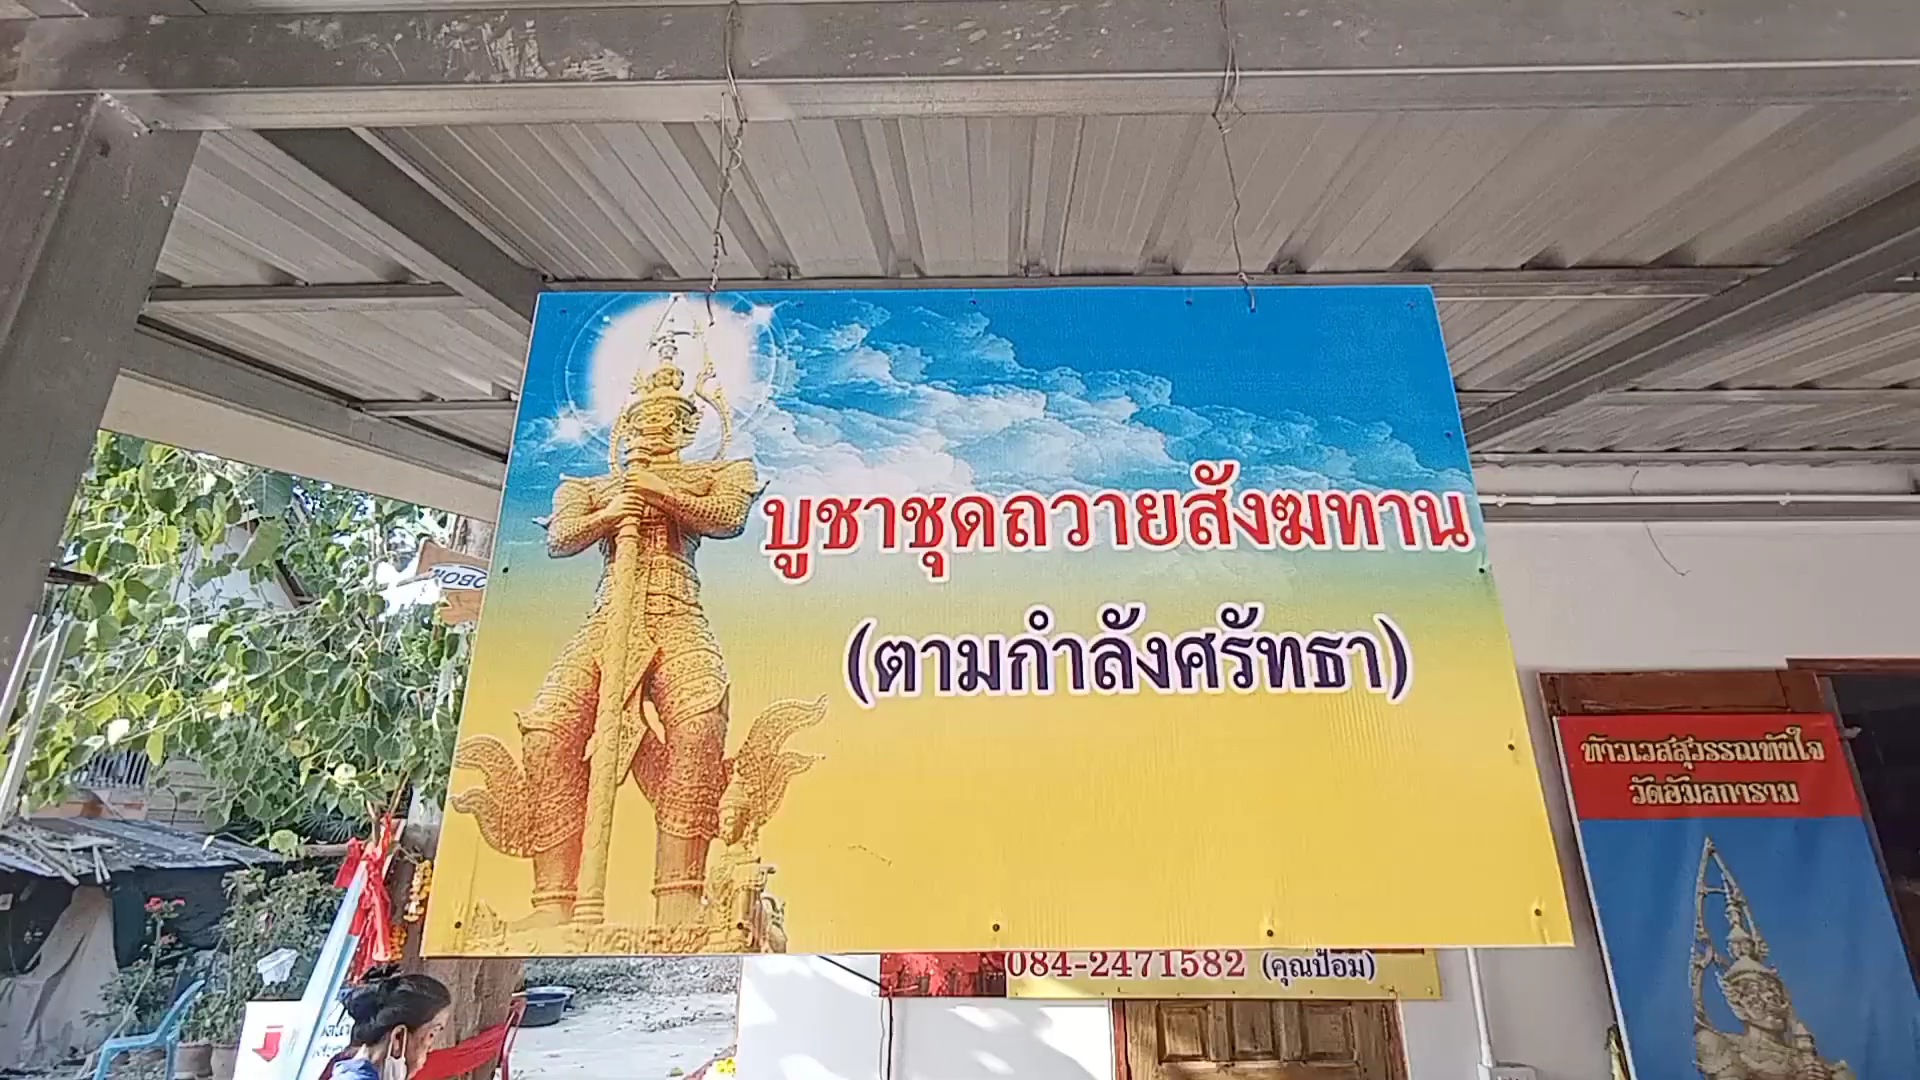 บูชาชุดถวายสังฆทาน
(ตามกำลังศรัทธา)
ท้าวเวสสุวรรณทันใจ
วัดอัมลการาม
084-2471582 (คุณป้อม)